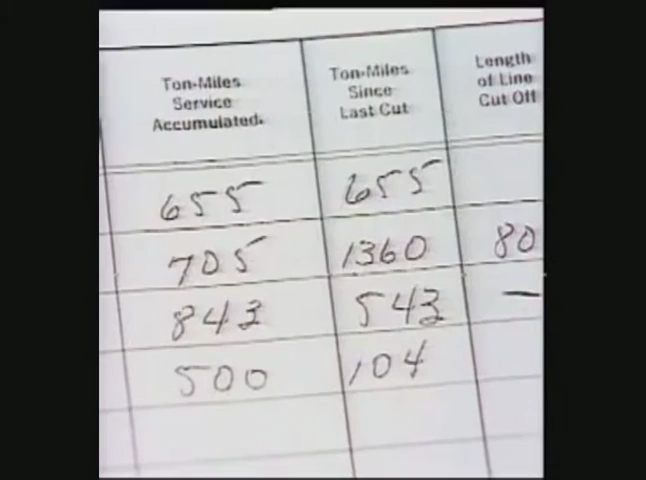 Ton-Miles Service Accumulated.
Ton-Miles Since Last Cut
Length of Line Cut Off
655 655
705 1360 80
843 543 —
500 104